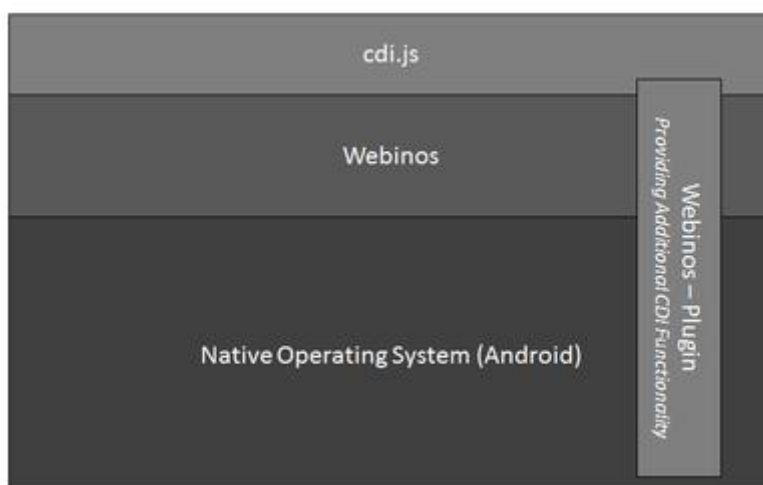 cdi.js
Webinos
Native Operating System (Android)
Webinos – Plugin
Providing Additional CDI Functionality